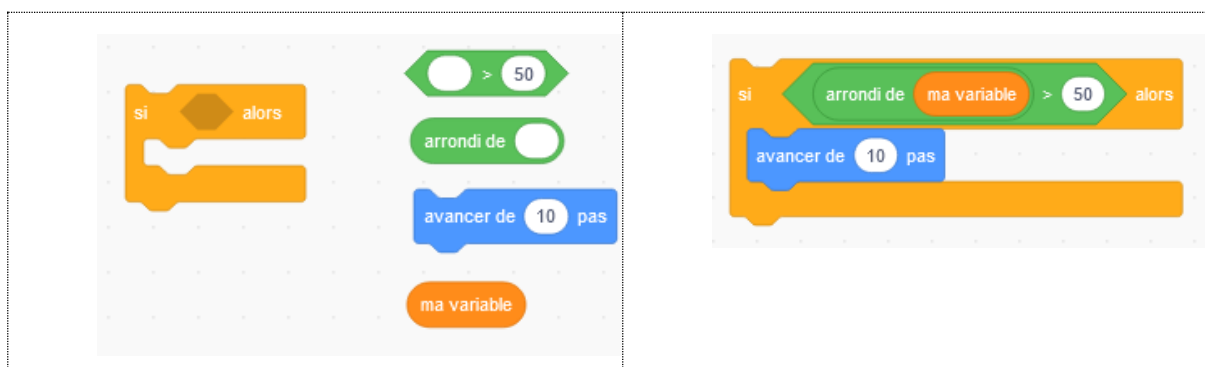 si alors
> 50
arrondi de
avancer de 10 pas
ma variable
si arrondi de ma variable > 50 alors
avancer de 10 pas